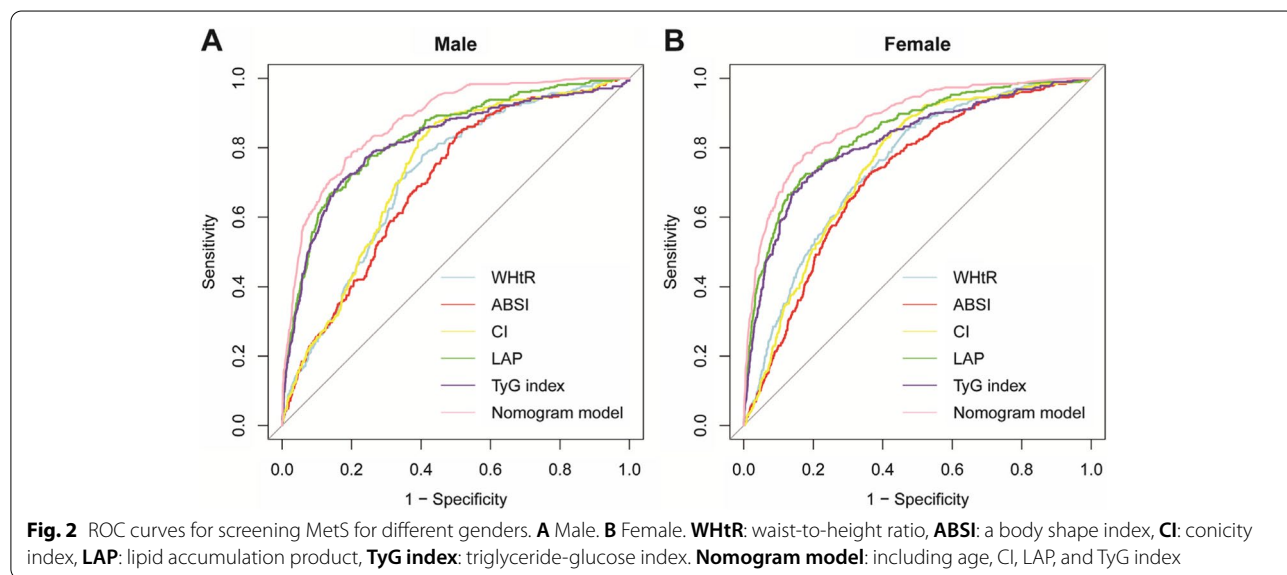 A
Male
B
Female
Sensitivity
1.0
0.8
0.6
0.4
0.2
0.0
WHtR
ABSI
CI
LAP
TyG index
Nomogram model
0.0 0.2 0.4 0.6 0.8 1.0
1 − Specificity
Sensitivity
1.0
0.8
0.6
0.4
0.2
0.0
WHtR
ABSI
CI
LAP
TyG index
Nomogram model
0.0 0.2 0.4 0.6 0.8 1.0
1 − Specificity
Fig. 2 ROC curves for screening MetS for different genders. A Male. B Female. WHtR: waist-to-height ratio, ABSI: a body shape index, CI: conicity
index, LAP: lipid accumulation product, TyG index: triglyceride-glucose index. Nomogram model: including age, CI, LAP, and TyG index